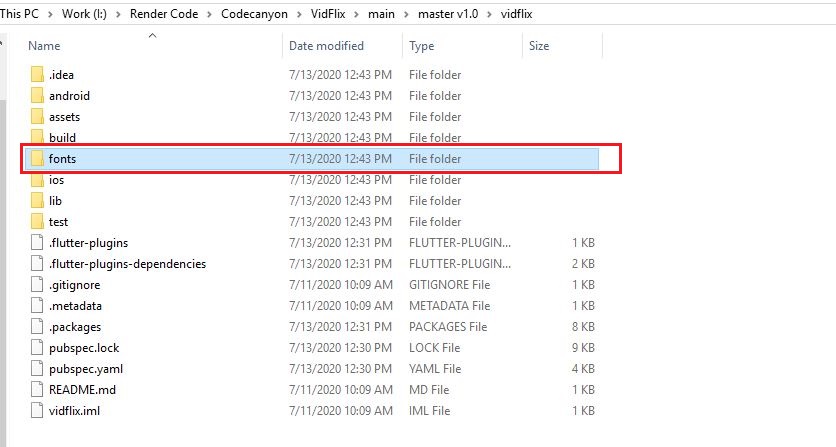 This PC > Work (I:) > Render Code > Codecanyon > VidFlix > main > master v1.0 > vidflix
Name Date modified Type Size
.idea 7/13/2020 12:43 PM File folder
android 7/13/2020 12:43 PM File folder
assets 7/13/2020 12:43 PM File folder
build 7/13/2020 12:43 PM File folder
fonts 7/13/2020 12:43 PM File folder
ios 7/13/2020 12:43 PM File folder
lib 7/13/2020 12:43 PM File folder
test 7/13/2020 12:43 PM File folder
.flutter-plugins 7/13/2020 12:31 PM FLUTTER-PLUGIN... 1 KB
.flutter-plugins-dependencies 7/13/2020 12:31 PM FLUTTER-PLUGIN... 2 KB
.gitignore 7/11/2020 10:09 AM GITIGNORE File 1 KB
.metadata 7/11/2020 10:09 AM METADATA File 1 KB
.packages 7/13/2020 12:31 PM PACKAGES File 8 KB
pubspec.lock 7/13/2020 12:30 PM LOCK File 9 KB
pubspec.yaml 7/13/2020 12:30 PM YAML File 4 KB
README.md 7/11/2020 10:09 AM MD File 1 KB
vidflix.iml 7/11/2020 10:09 AM IML File 1 KB